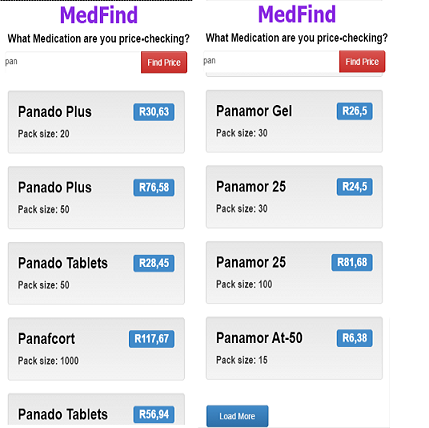 MedFind
What Medication are you price-checking?
pan
Find Price
Panado Plus
R30,63
Pack size: 20
Panado Plus
R76,58
Pack size: 50
Panado Tablets
R28,45
Pack size: 50
Panafcort
R117,67
Pack size: 1000
Panado Tablets
R56,94
MedFind
What Medication are you price-checking?
pan
Find Price
Panamor Gel
R26,5
Pack size: 30
Panamor 25
R24,5
Pack size: 30
Panamor 25
R81,68
Pack size: 100
Panamor At-50
R6,38
Pack size: 15
Load More